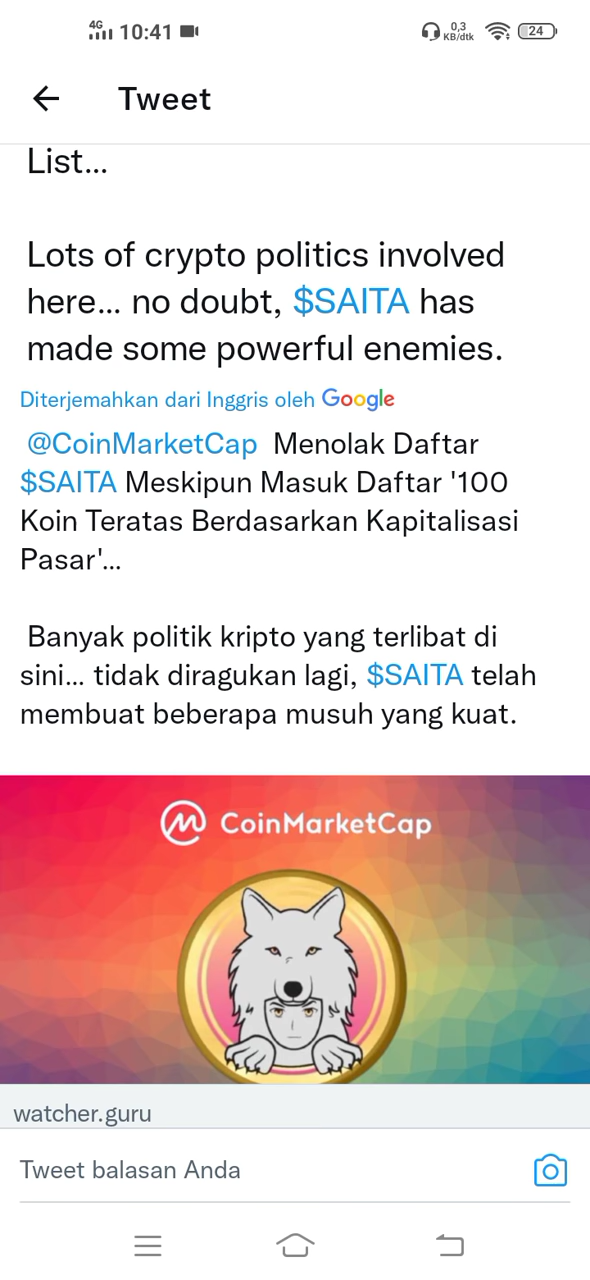 4G 10:41 0,3 KB/dtk 24
Tweet
List...
Lots of crypto politics involved
here... no doubt, $SAITA has
made some powerful enemies.
Diterjemahkan dari Inggris oleh Google
@CoinMarketCap Menolak Daftar
$SAITA Meskipun Masuk Daftar '100
Koin Teratas Berdasarkan Kapitalisasi
Pasar'...
Banyak politik kripto yang terlibat di
sini... tidak diragukan lagi, $SAITA telah
membuat beberapa musuh yang kuat.
CoinMarketCap
watcher.guru
Tweet balasan Anda